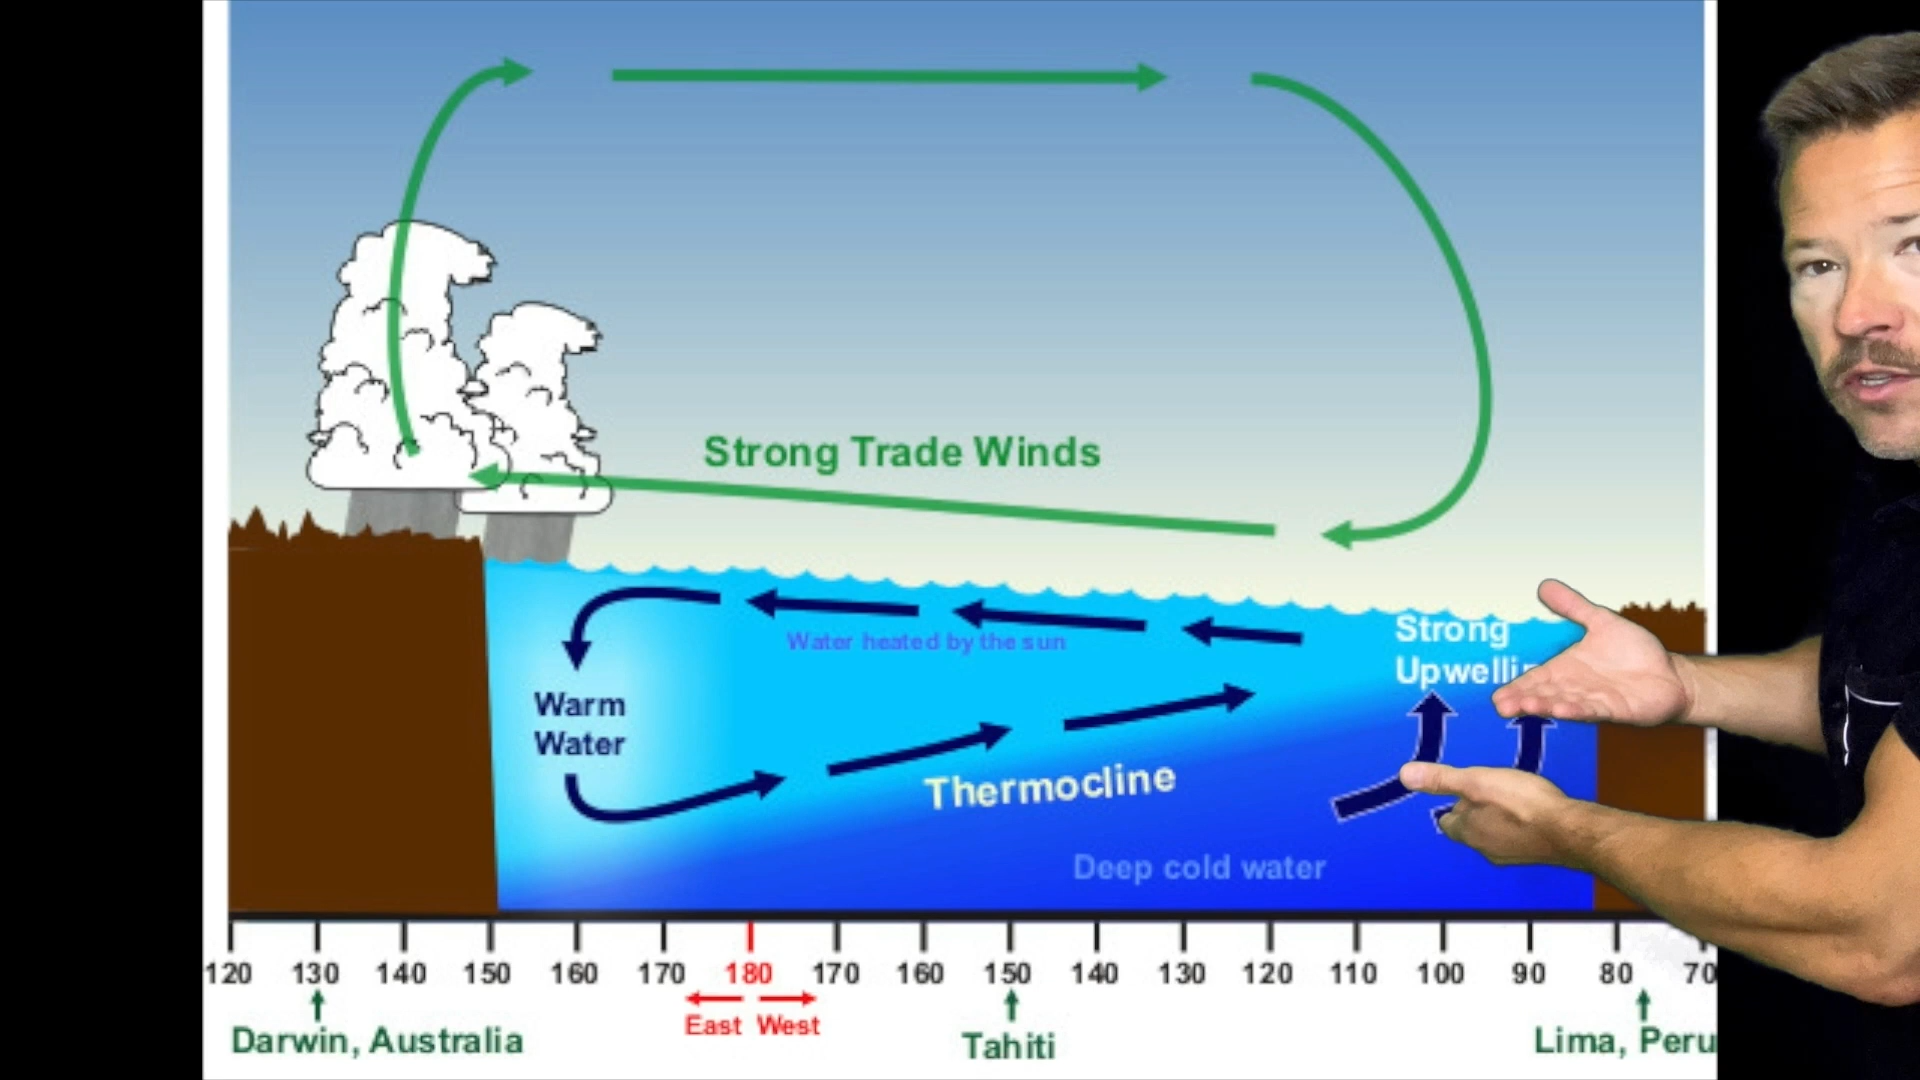 Strong Trade Winds
Strong
Water heated by the sun
Warm
Water
Thermocline
Deep cold water
120 130 140 150 160 170 180 170 160 150 140 130 120 110 100 90 80 70
East West
Darwin, Australia
Tahiti
Lima, Peru